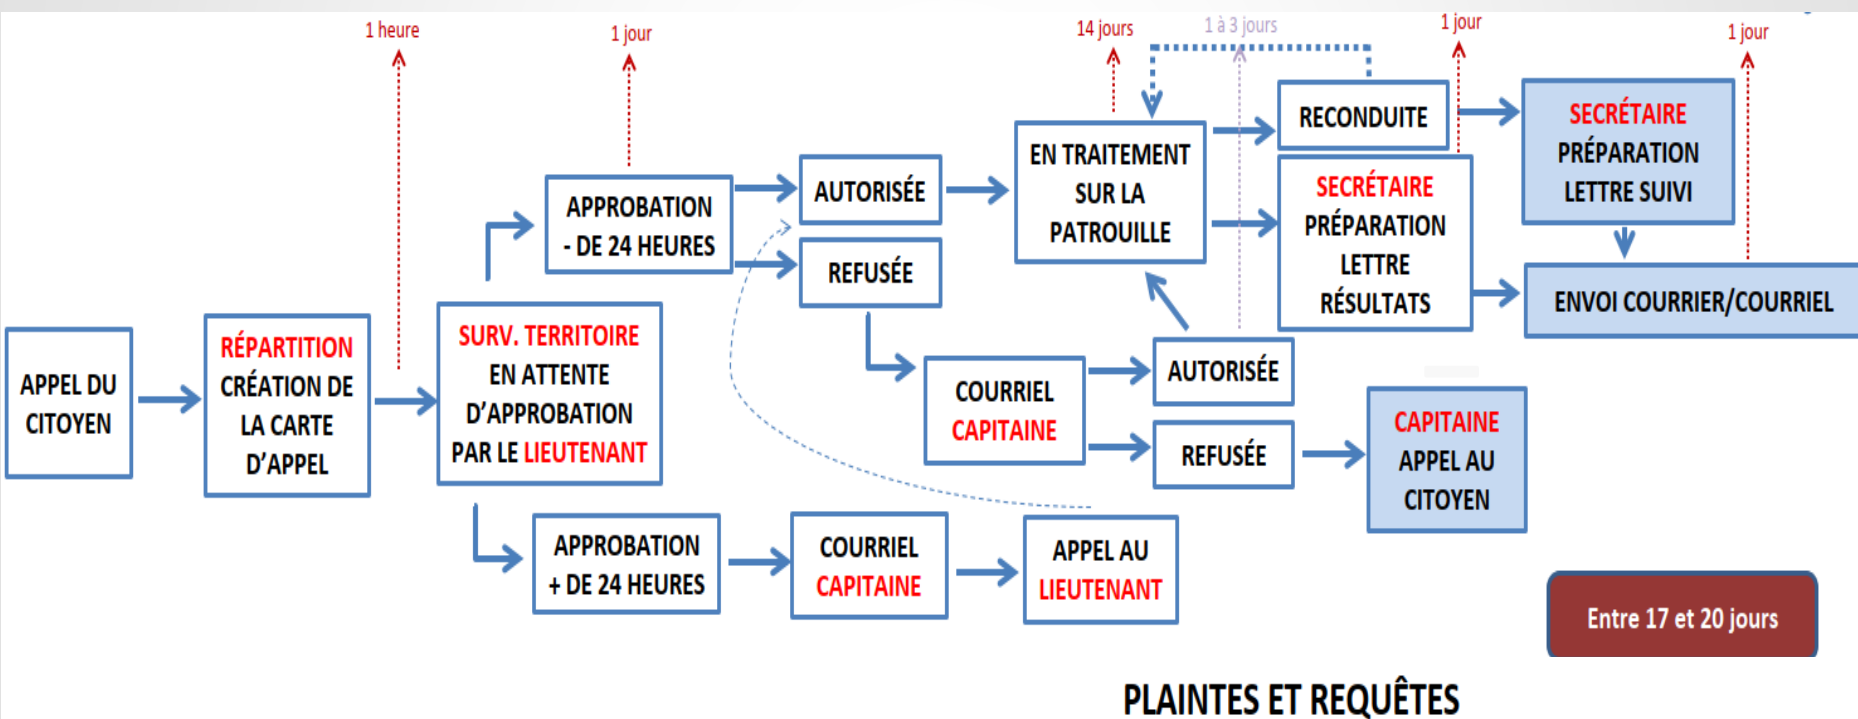 1 heure
1 jour
14 jours
1 à 3 jours
1 jour
1 jour
APPEL DU
CITOYEN
RÉPARTITION
CRÉATION DE
LA CARTE
D'APPEL
SURV. TERRITOIRE
EN ATTENTE
D'APPROBATION
PAR LE LIEUTENANT
APPROBATION
- DE 24 HEURES
AUTORISÉE
REFUSÉE
EN TRAITEMENT
SUR LA
PATROUILLE
RECONDUITE
SECRÉTAIRE
PRÉPARATION
LETTRE
RÉSULTATS
SECRÉTAIRE
PRÉPARATION
LETTRE SUIVI
ENVOI COURRIER/COURRIEL
COURRIEL
CAPITAINE
AUTORISÉE
REFUSÉE
CAPITAINE
APPEL AU
CITOYEN
APPROBATION
+ DE 24 HEURES
COURRIEL
CAPITAINE
APPEL AU
LIEUTENANT
Entre 17 et 20 jours
PLAINTES ET REQUÊTES